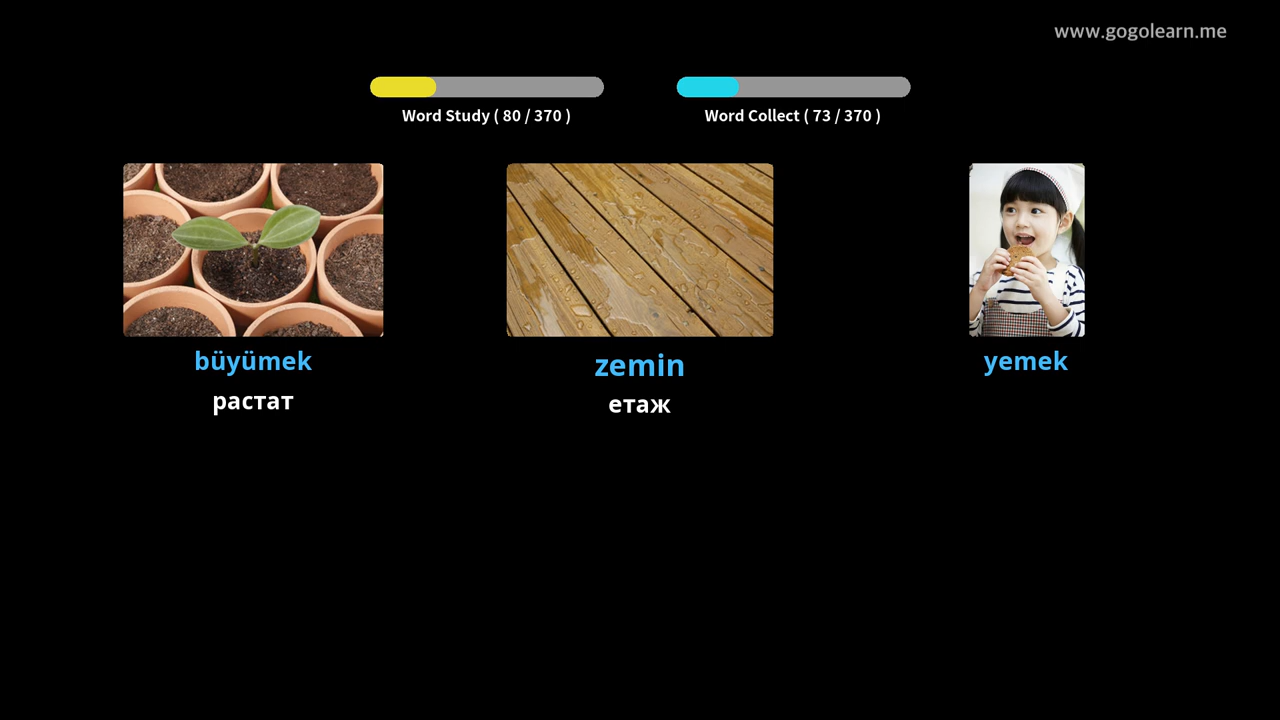 www.gogolearn.me
Word Study ( 80 / 370 )
Word Collect ( 73 / 370 )
büyümek
zemin
yemek
растат
етаж